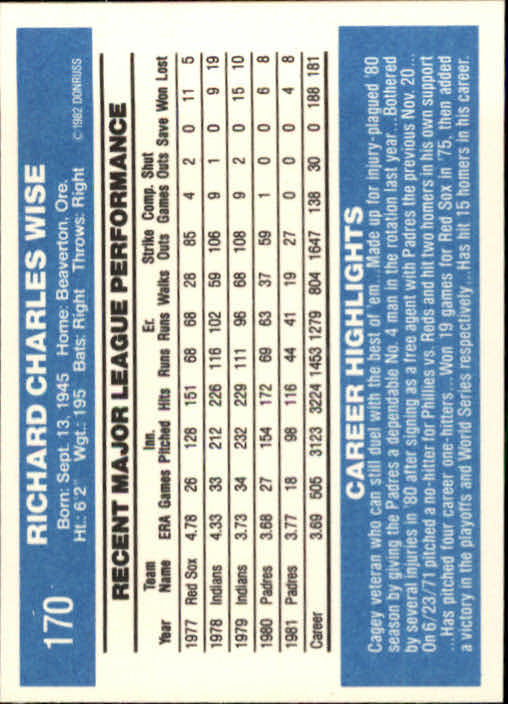 170
RICHARD CHARLES WISE
Born: Sept. 13, 1945 Home: Beaverton, Ore.
Ht.: 6'2" Wgt.: 195 Bats: Right Throws: Right
© 1982 DONRUSS
RECENT MAJOR LEAGUE PERFORMANCE
Team Inn. Er. Strike Comp. Shut
Year Name ERA Games Pitched Hits Runs Runs Walks Outs Games Outs Save Won Lost
1977 Red Sox 4.78 26 128 151 68 68 28 85 4 2 0 11 5
1978 Indians 4.33 33 212 226 116 102 59 106 9 1 0 9 19
1979 Indians 3.73 34 232 229 111 96 68 108 9 2 0 15 10
1980 Padres 3.68 27 154 172 69 63 37 59 1 0 0 6 8
1981 Padres 3.77 18 98 116 44 41 19 27 0 0 0 4 8
Career 3.69 505 3123 3224 1453 1279 804 1647 138 30 0 188 181
CAREER HIGHLIGHTS
Cagey veteran who can still duel with the best of 'em...Made up for injury-plagued '80
season by giving the Padres a dependable No. 4 man in the rotation last year...Bothered
by several injuries in '80 after signing as a free agent with Padres the previous Nov. 20...
On 6/23/71 pitched a no-hitter for Phillies vs. Reds and hit two homers in his own support
...Has pitched four career one-hitters...Won 19 games for Red Sox in '75, then added
a victory in the playoffs and World Series respectively...Has hit 15 homers in his career.